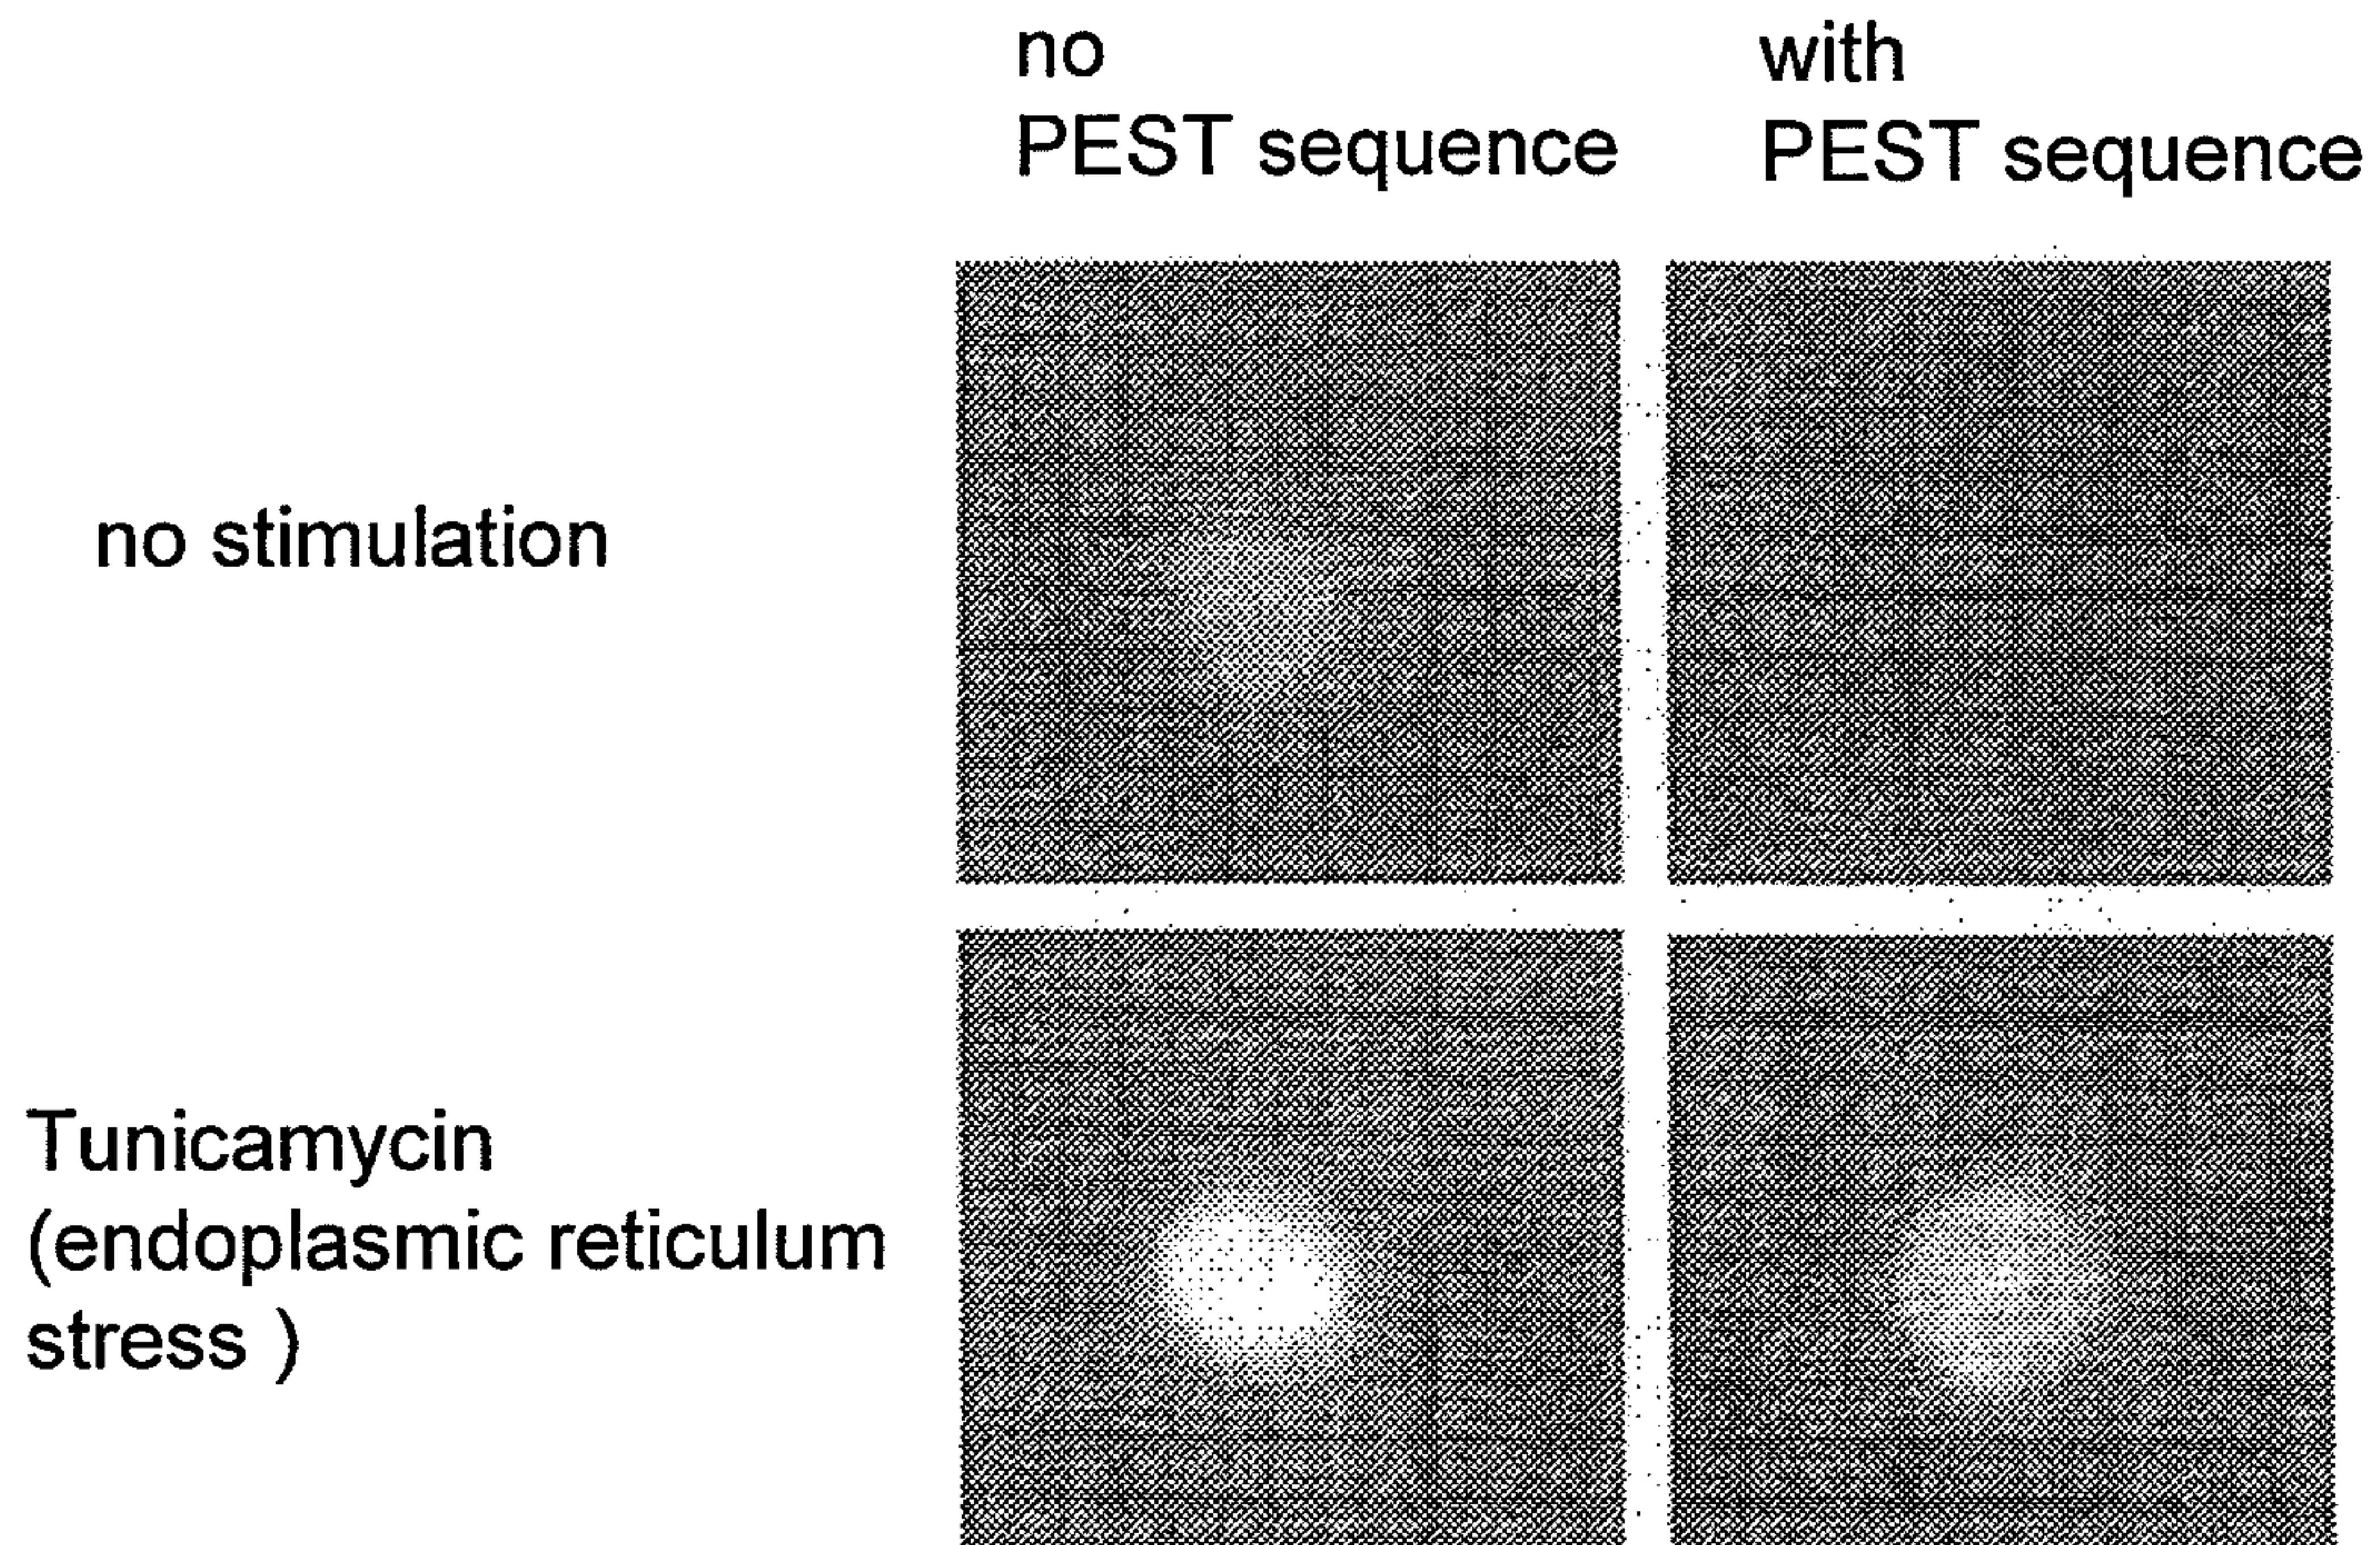 no
PEST sequence
with
PEST sequence
no stimulation
Tunicamycin
(endoplasmic reticulum
stress )